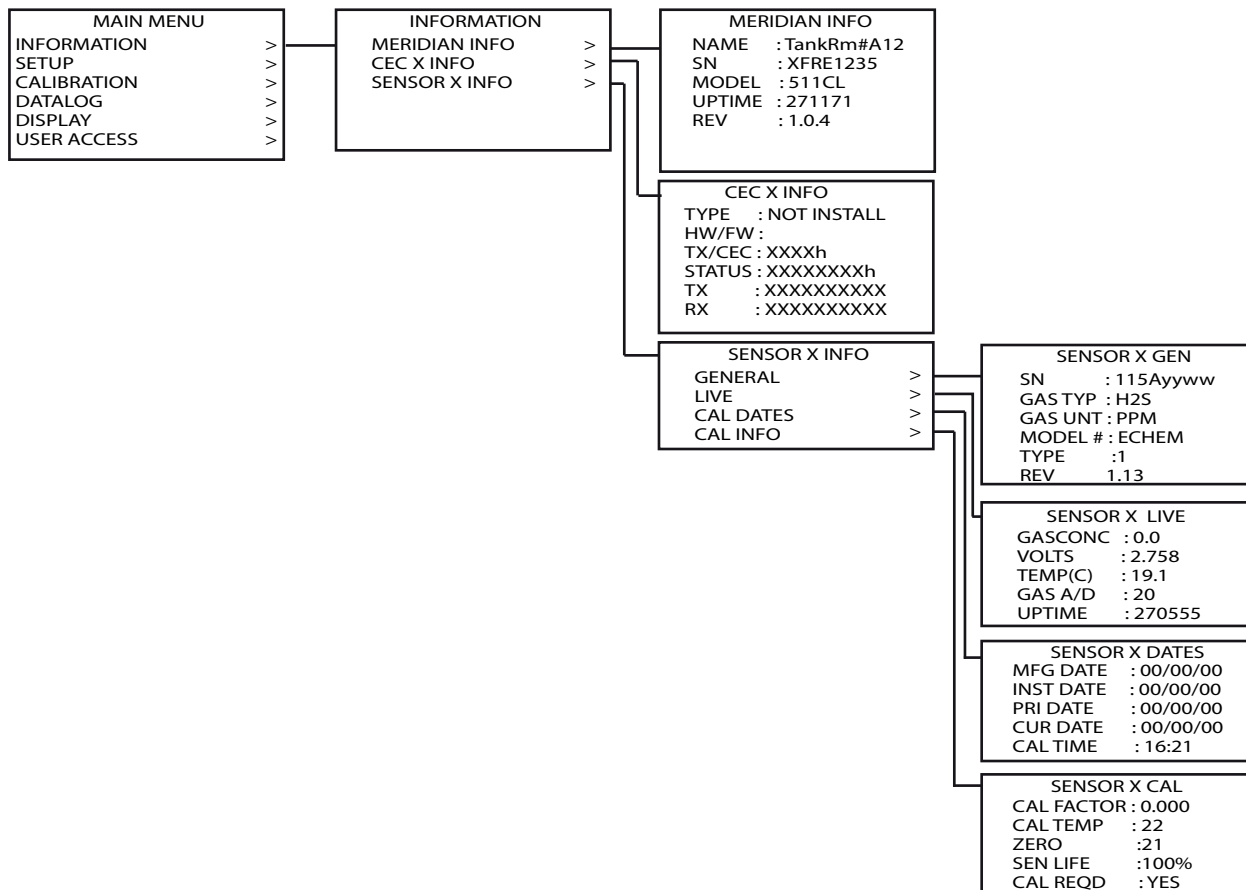 MAIN MENU
INFORMATION >
SETUP >
CALIBRATION >
DATALOG >
DISPLAY >
USER ACCESS >
INFORMATION
MERIDIAN INFO >
CEC X INFO >
SENSOR X INFO >
MERIDIAN INFO
NAME : TankRm#A12
SN : XFRE1235
MODEL : 511CL
UPTIME : 271171
REV : 1.0.4
CEC X INFO
TYPE : NOT INSTALL
HW/FW :
TX/CEC : XXXXh
STATUS : XXXXXXXXh
TX : XXXXXXXXXX
RX : XXXXXXXXXX
SENSOR X INFO
GENERAL >
LIVE >
CAL DATES >
CAL INFO >
SENSOR X GEN
SN : 115Ayyww
GAS TYP : H2S
GAS UNT : PPM
MODEL # : ECHEM
TYPE :1
REV 1.13
SENSOR X LIVE
GASCONC : 0.0
VOLTS : 2.758
TEMP(C) : 19.1
GAS A/D : 20
UPTIME : 270555
SENSOR X DATES
MFG DATE : 00/00/00
INST DATE : 00/00/00
PRI DATE : 00/00/00
CUR DATE : 00/00/00
CAL TIME : 16:21
SENSOR X CAL
CAL FACTOR : 0.000
CAL TEMP : 22
ZERO :21
SEN LIFE :100%
CAL REQD : YES